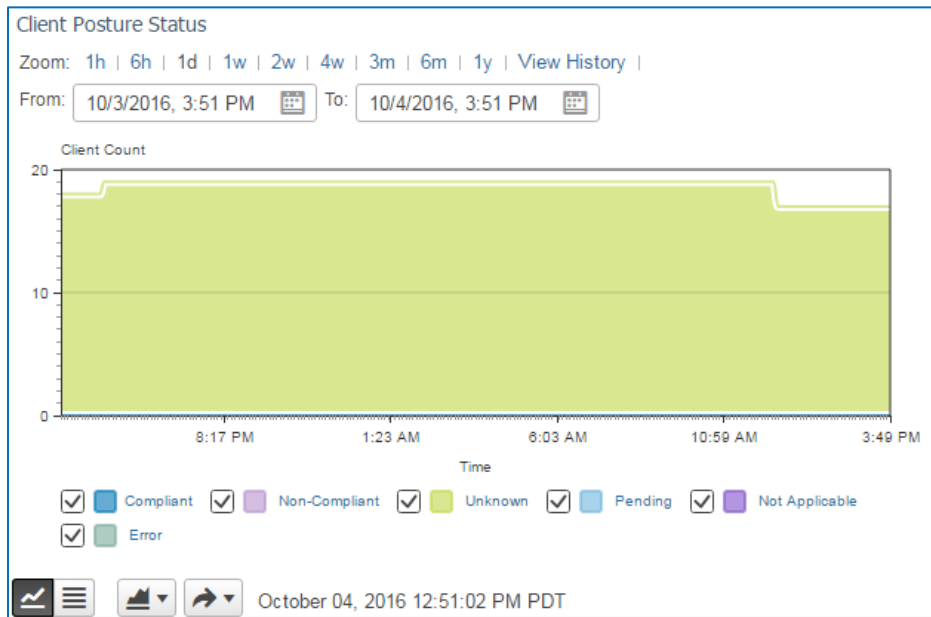 Client Posture Status
Zoom: 1h | 6h | 1d | 1w | 2w | 4w | 3m | 6m | 1y | View History |
From: 10/3/2016, 3:51 PM To: 10/4/2016, 3:51 PM
Client Count
20
10
0
8:17 PM 1:23 AM 6:03 AM 10:59 AM 3:49 PM
Time
Compliant Non-Compliant Unknown Pending Not Applicable
Error
October 04, 2016 12:51:02 PM PDT